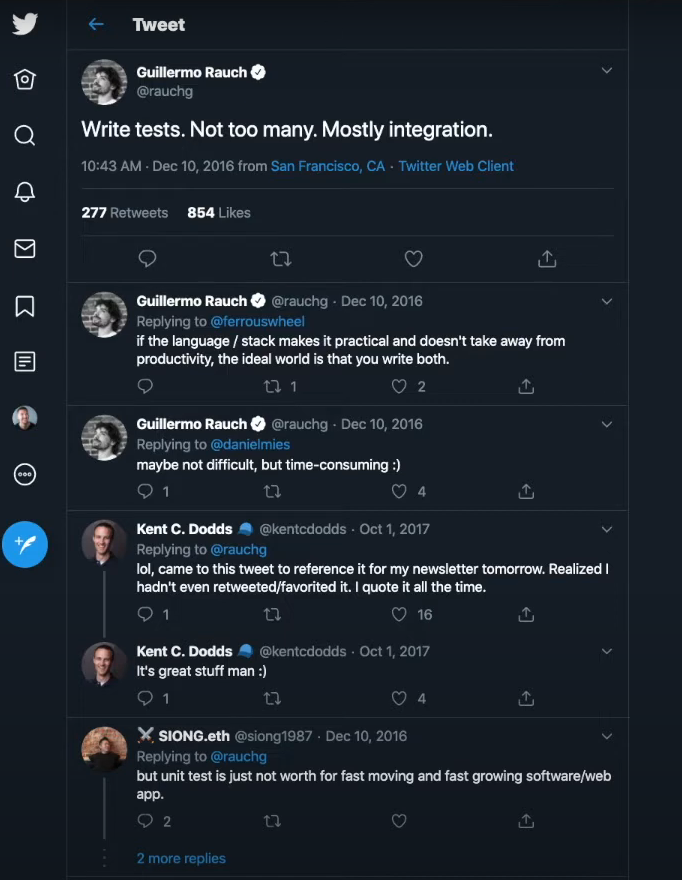 Tweet
Guillermo Rauch
@rauchg
Write tests. Not too many. Mostly integration.
10:43 AM · Dec 10, 2016 from San Francisco, CA · Twitter Web Client
277 Retweets 854 Likes
Guillermo Rauch @rauchg · Dec 10, 2016
Replying to @ferrouswheel
if the language / stack makes it practical and doesn't take away from
productivity, the ideal world is that you write both.
1 2
Guillermo Rauch @rauchg · Dec 10, 2016
Replying to @danielmies
maybe not difficult, but time-consuming :)
1 4
Kent C. Dodds @kentcdodds · Oct 1, 2017
Replying to @rauchg
lol, came to this tweet to reference it for my newsletter tomorrow. Realized I
hadn't even retweeted/favorited it. I quote it all the time.
1 16
Kent C. Dodds @kentcdodds · Oct 1, 2017
It's great stuff man :)
1 4
SIONG.eth @siong1987 · Dec 10, 2016
Replying to @rauchg
but unit test is just not worth for fast moving and fast growing software/web
app.
2
2 more replies